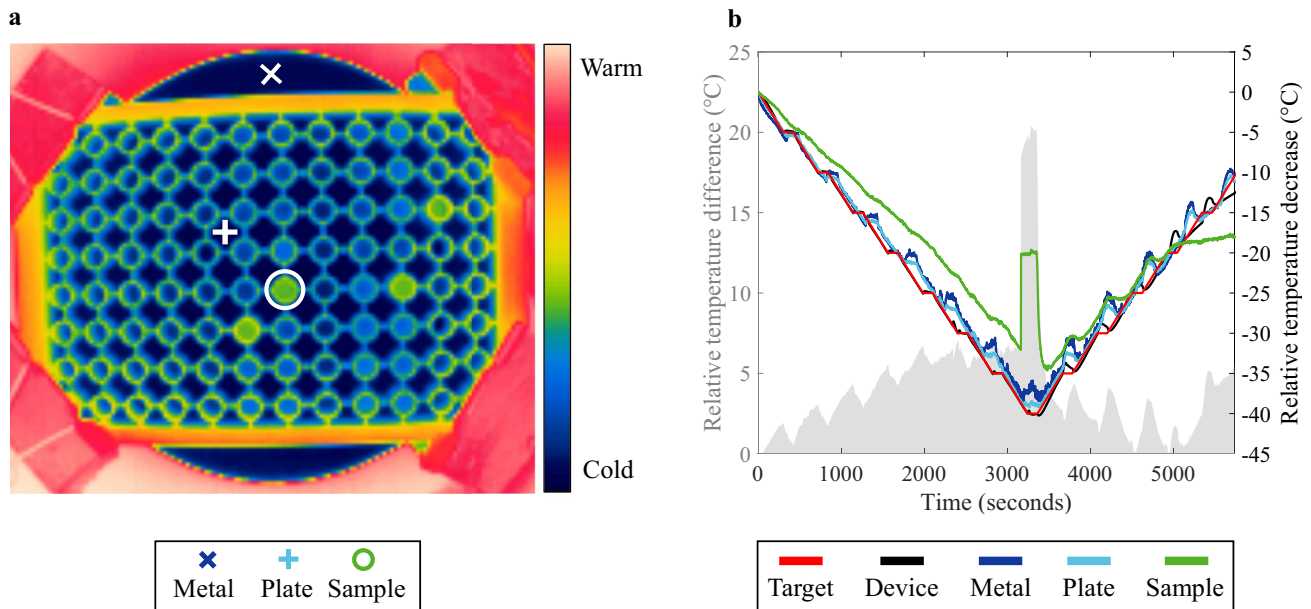 a
Warm
Cold
Metal Plate Sample
b
Relative temperature difference (°C)
25
20
15
10
5
0
5
0
-5
-10
-15
-20
-25
-30
-35
-40
-45
Relative temperature decrease (°C)
0 1000 2000 3000 4000 5000
Time (seconds)
Target Device Metal Plate Sample